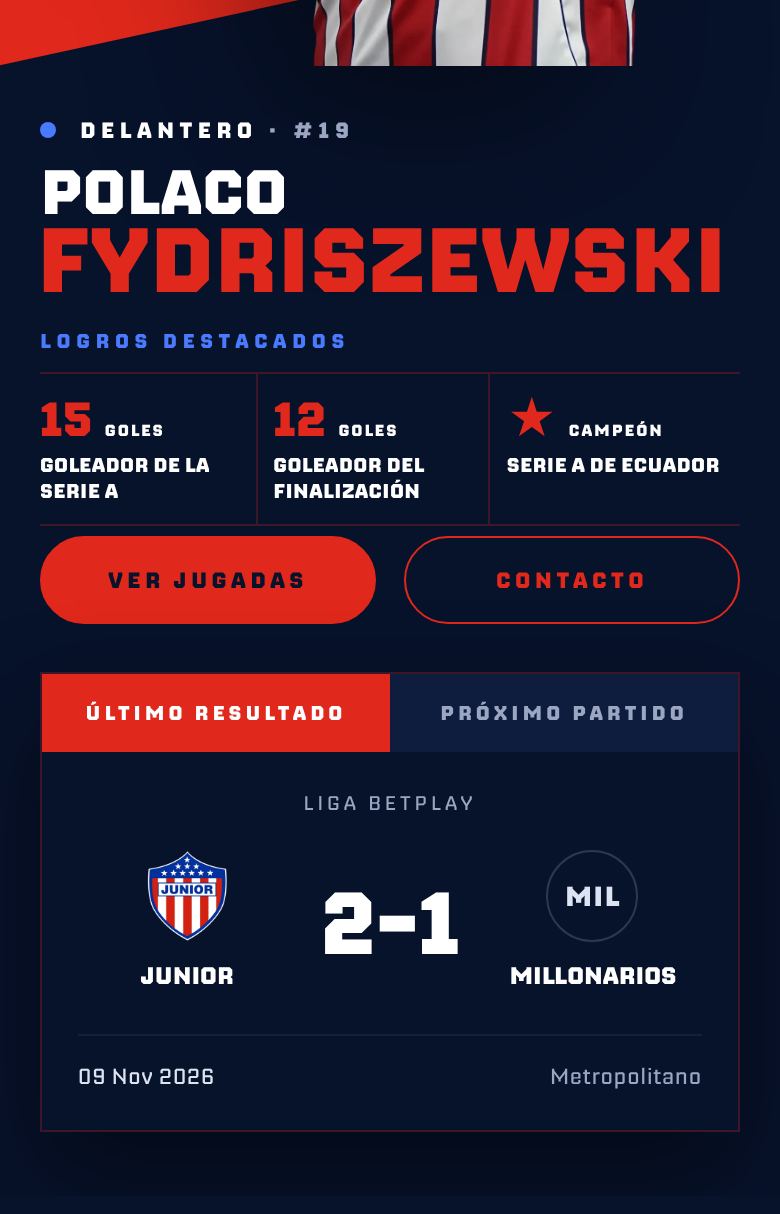 DELANTERO · #19
POLACO
FYDRISZEWSKI
LOGROS DESTACADOS
15 GOLES
GOLEADOR DE LA
SERIE A
12 GOLES
GOLEADOR DEL
FINALIZACIÓN
★ CAMPEÓN
SERIE A DE ECUADOR
VER JUGADAS
CONTACTO
ÚLTIMO RESULTADO
PRÓXIMO PARTIDO
LIGA BETPLAY
JUNIOR
JUNIOR
2-1
MIL
MILLONARIOS
09 Nov 2026
Metropolitano